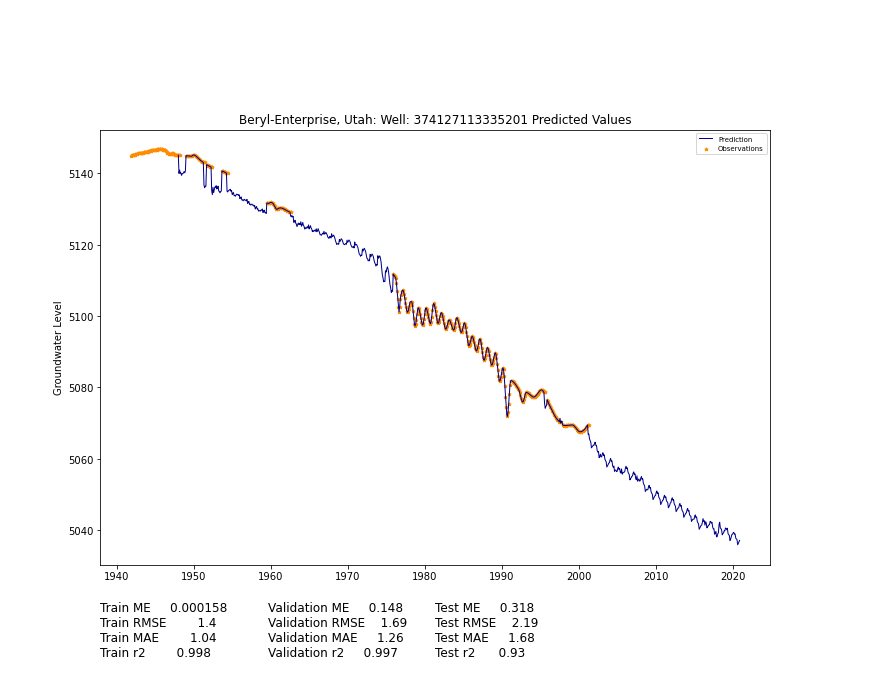 Beryl-Enterprise, Utah: Well: 374127113335201 Predicted Values
Prediction
Observations
Groundwater Level
5140
5120
5100
5080
5060
5040
1940 1950 1960 1970 1980 1990 2000 2010 2020
Train ME 0.000158 Validation ME 0.148 Test ME 0.318
Train RMSE 1.4 Validation RMSE 1.69 Test RMSE 2.19
Train MAE 1.04 Validation MAE 1.26 Test MAE 1.68
Train r2 0.998 Validation r2 0.997 Test r2 0.93